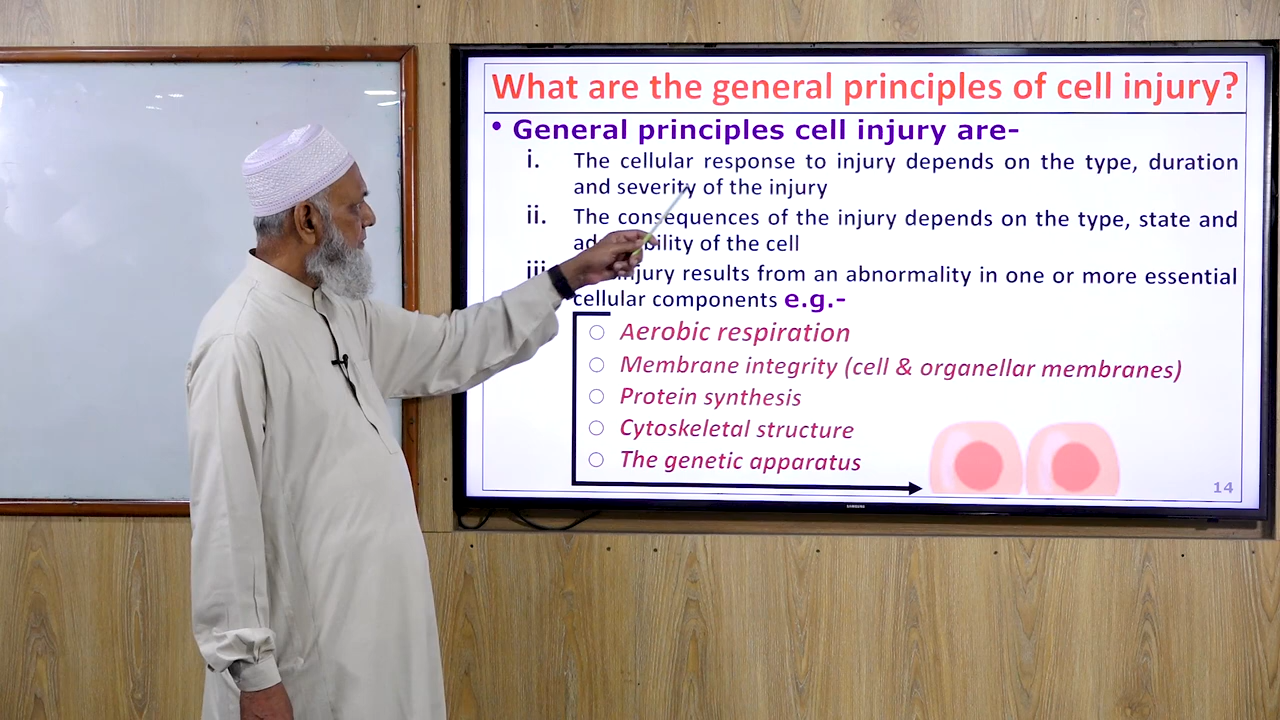 What are the general principles of cell injury?
• General principles cell injury are-
i. The cellular response to injury depends on the type, duration
and severity of the injury
ii. The consequences of the injury depends on the type, state and
ad bility of the cell
iii injury results from an abnormality in one or more essential
cellular components e.g.-
○ Aerobic respiration
○ Membrane integrity (cell & organellar membranes)
○ Protein synthesis
○ Cytoskeletal structure
○ The genetic apparatus
14
SAMSUNG